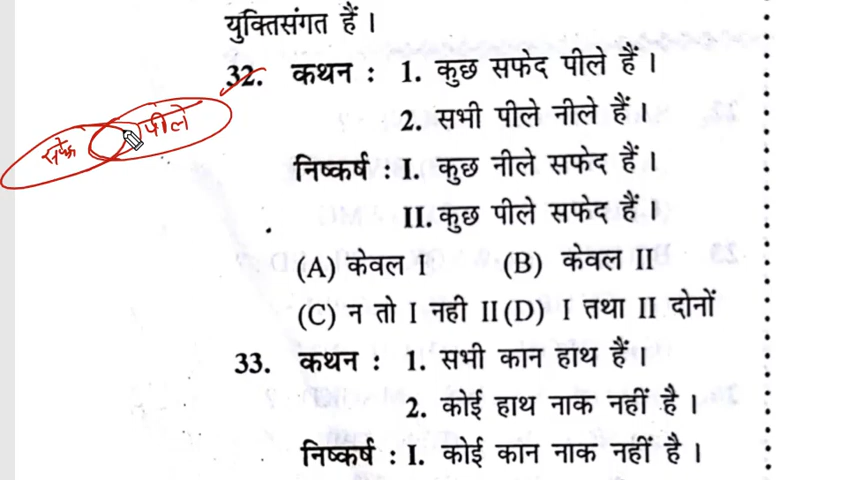 युक्तिसंगत हैं ।
32. कथन : 1. कुछ सफेद पीले हैं ।
2. सभी पीले नीले हैं ।
सफेद पीले
निष्कर्ष : I. कुछ नीले सफेद हैं ।
II. कुछ पीले सफेद हैं ।
(A) केवल I (B) केवल II
(C) न तो I नही II (D) I तथा II दोनों
33. कथन : 1. सभी कान हाथ हैं ।
2. कोई हाथ नाक नहीं है ।
निष्कर्ष : I. कोई कान नाक नहीं है ।